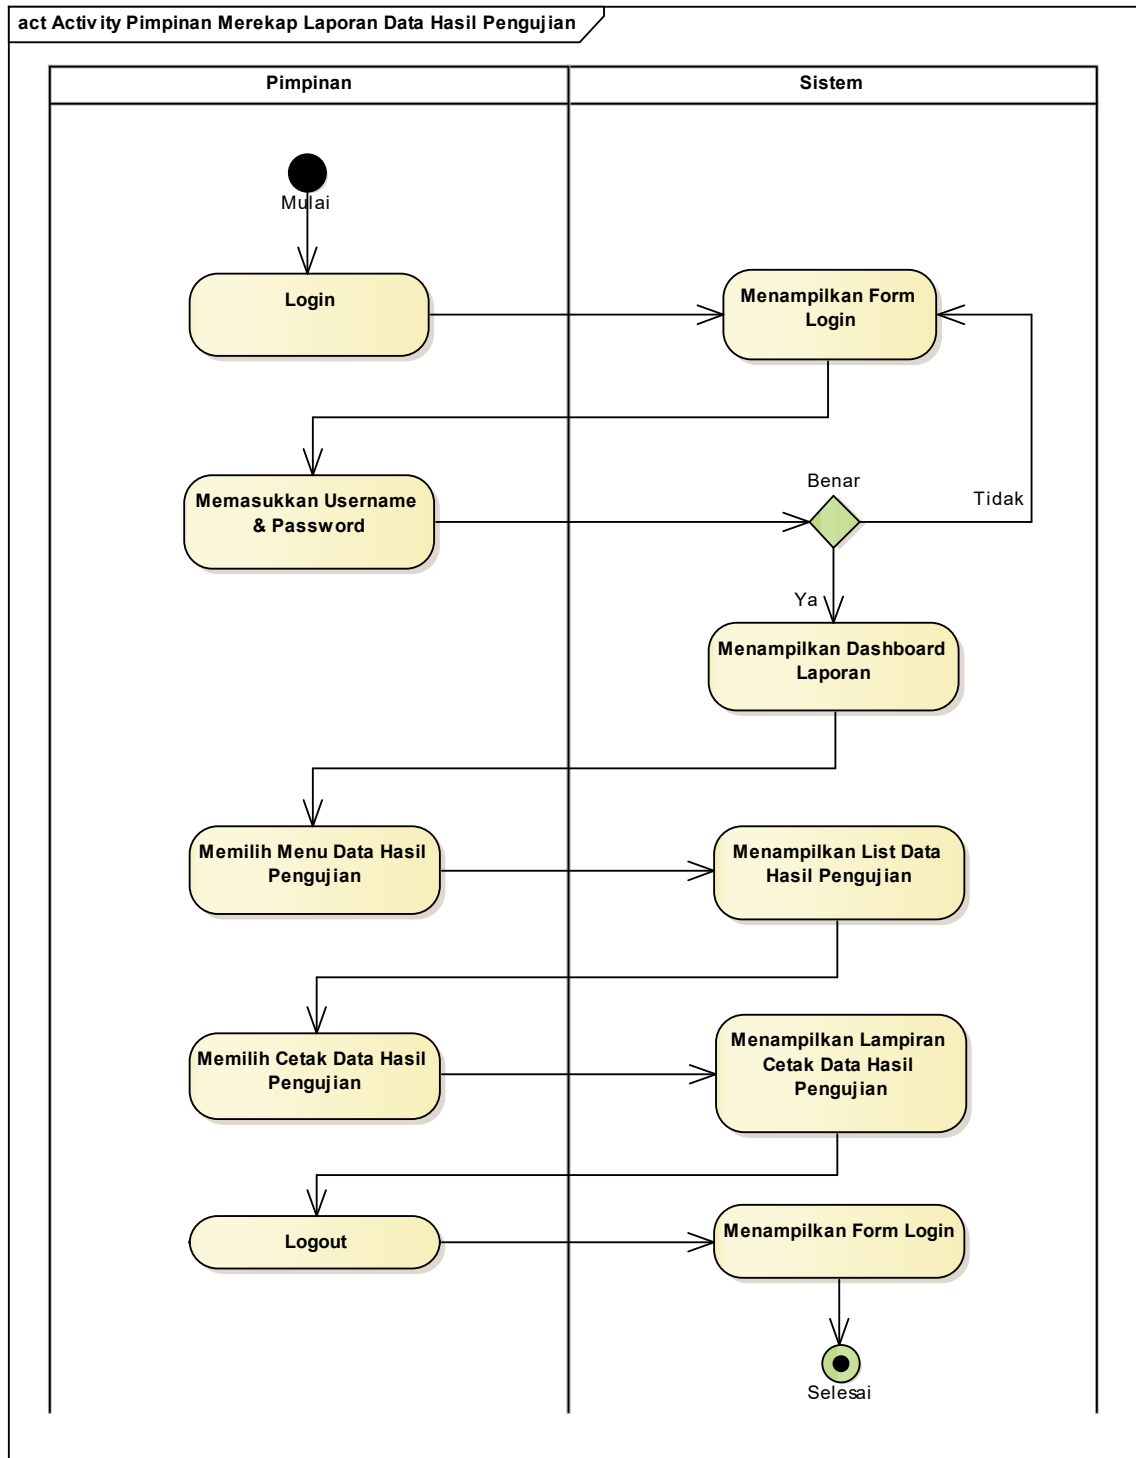 act Activity Pimpinan Merekap Laporan Data Hasil Pengujian
Pimpinan
Sistem
Mulai
Login
Menampilkan Form
Login
Memasukkan Username
& Password
Benar
Tidak
Ya
Menampilkan Dashboard
Laporan
Memilih Menu Data Hasil
Pengujian
Menampilkan List Data
Hasil Pengujian
Memilih Cetak Data Hasil
Pengujian
Menampilkan Lampiran
Cetak Data Hasil
Pengujian
Logout
Menampilkan Form Login
Selesai